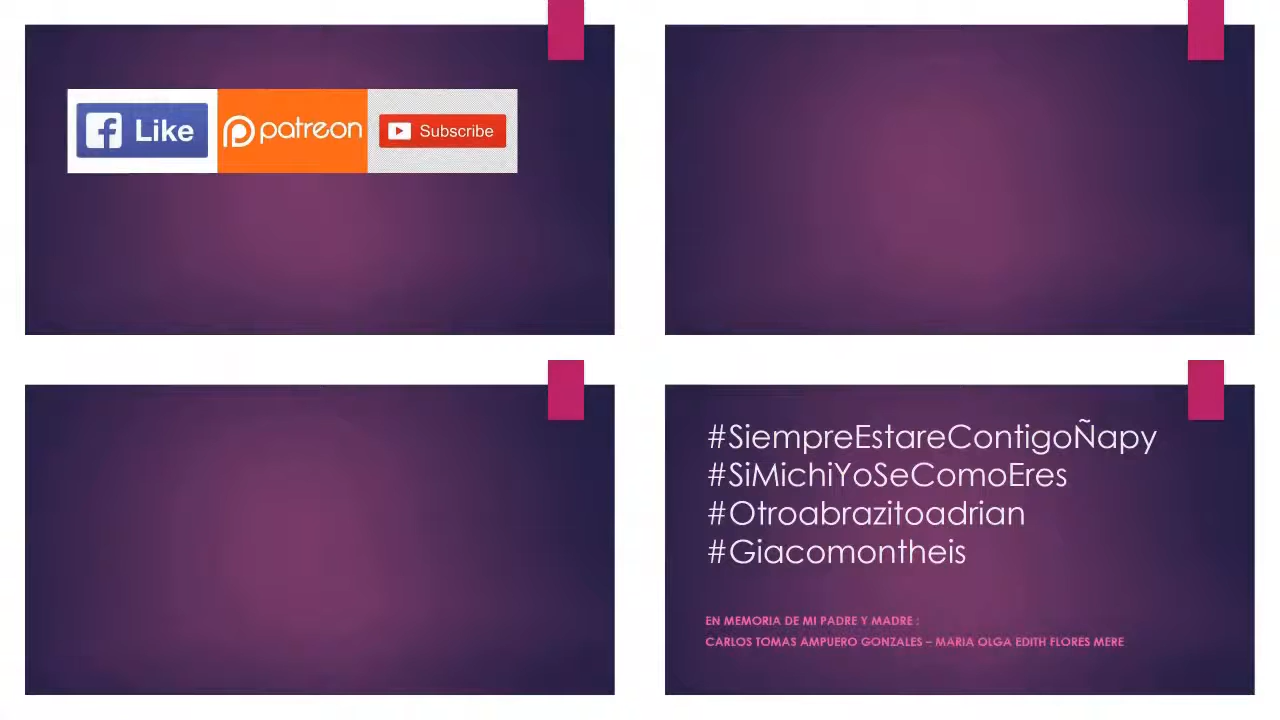 Like
patreon
Subscribe
#SiempreEstareContigoÑapy
#SiMichiYoSeComoEres
#Otroabrazitoadrian
#Giacomontheis
EN MEMORIA DE MI PADRE Y MADRE :
CARLOS TOMAS AMPUERO GONZALES – MARIA OLGA EDITH FLORES MERE